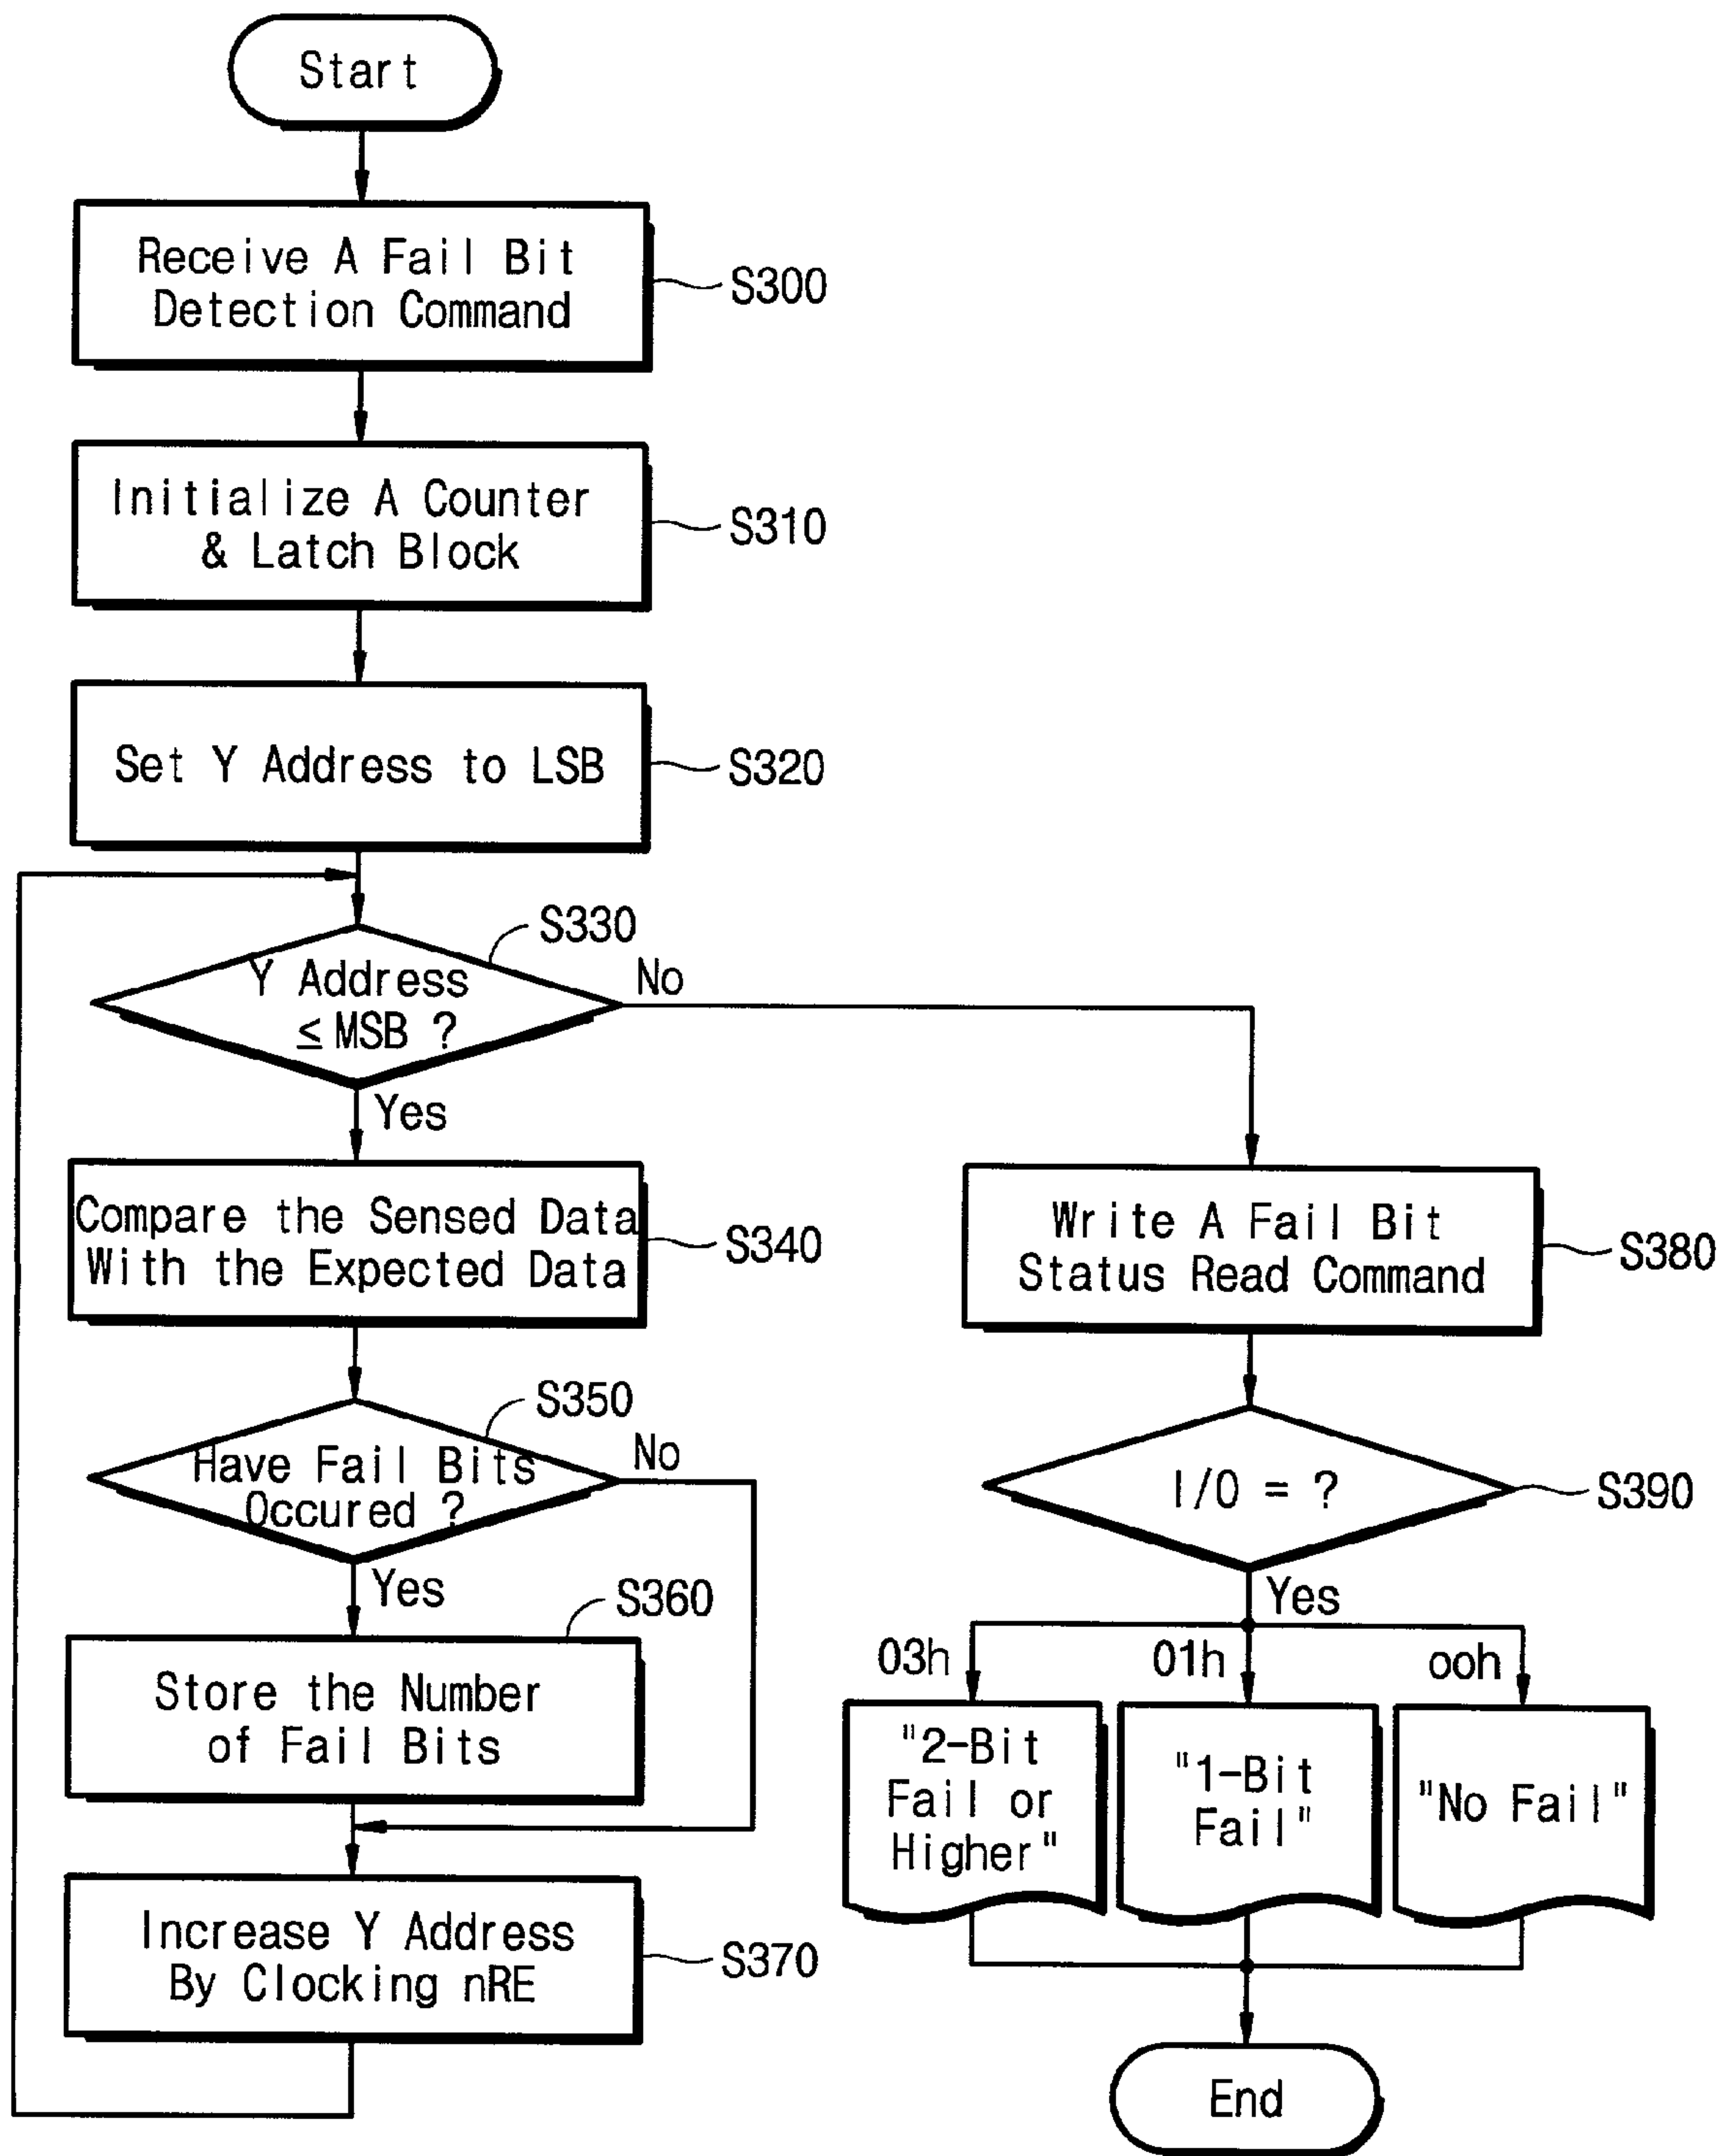 Start
Receive A Fail Bit
Detection Command
S300
Initialize A Counter
& Latch Block
S310
Set Y Address to LSB
S320
S330
Y Address
≤ MSB ?
No
Yes
Compare the Sensed Data
With the Expected Data
S340
S350
Have Fail Bits
Occured ?
No
Yes
S360
Store the Number
of Fail Bits
Increase Y Address
By Clocking nRE
S370
Write A Fail Bit
Status Read Command
S380
I/O = ?
S390
Yes
03h
01h
ooh
"2-Bit
Fail or
Higher"
"1-Bit
Fail"
"No Fail"
End